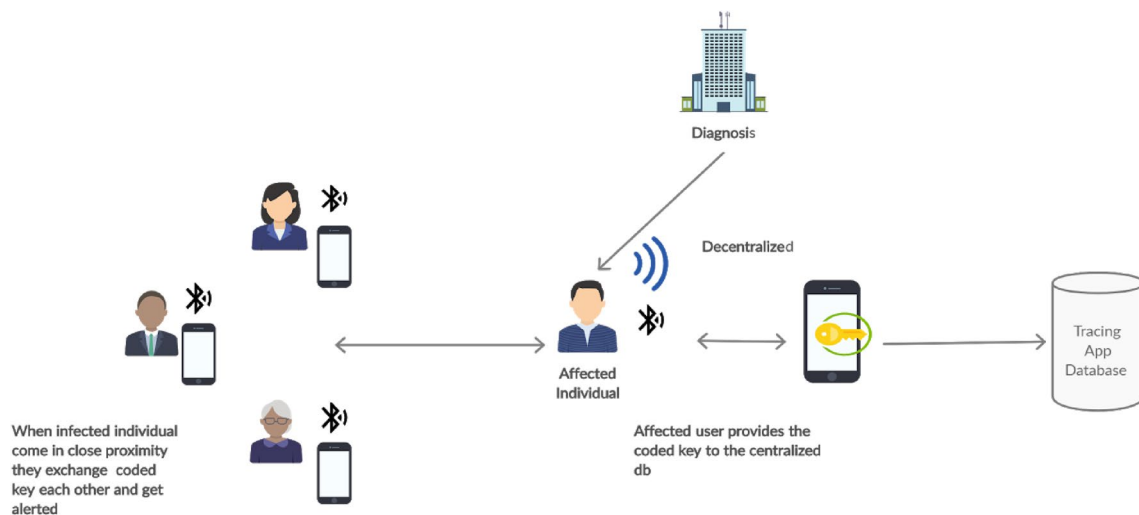 Diagnosis
Decentralized
Affected
Individual
Tracing
App
Database
When infected individual
come in close proximity
they exchange coded
key each other and get
alerted
Affected user provides the
coded key to the centralized
db